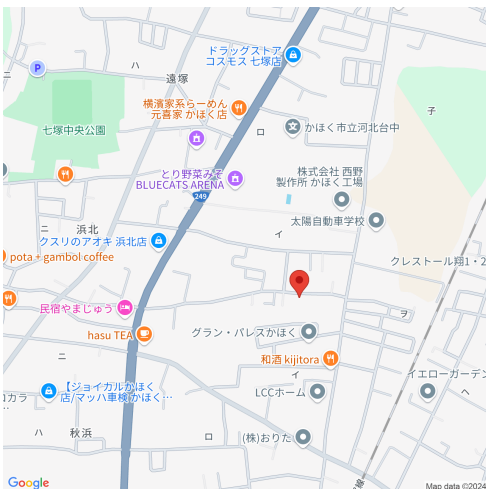 ドラッグストア
コスモス 七塚店
ハ
遠塚
P
子
横濱家系らーめん
元喜家 かほく店
ロ
かほく市立河北台中
七塚中央公園
とり野菜みそ
BLUECATS ARENA
株式会社 西野
製作所 かほく工場
249
太陽自動車学校
ニ
浜北
イ
クスリのアオキ 浜北店
pota + gambol coffee
クレストール翔1・2
民宿やまじゅう
ヲ
hasu TEA
グラン・パレスかほく
ニ
和酒 kijitora
イ
イエローガーデン
【ジョイカルかほく
店/マッハ車検 かほく…
コカラ
LCCホーム
ヘ
ハ
秋浜
ロ
(株)おりた
線
Google
Map data ©2024